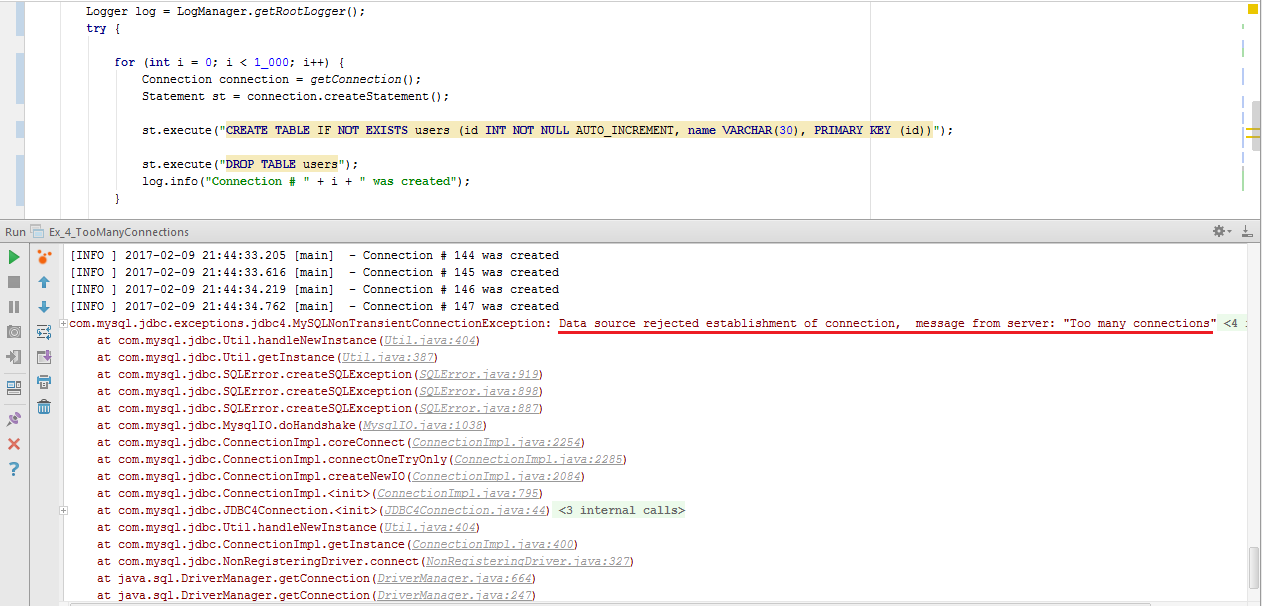 Logger log = LogManager.getRootLogger();
try {
for (int i = 0; i < 1_000; i++) {
Connection connection = getConnection();
Statement st = connection.createStatement();
st.execute("CREATE TABLE IF NOT EXISTS users (id INT NOT NULL AUTO_INCREMENT, name VARCHAR(30), PRIMARY KEY (id))");
st.execute("DROP TABLE users");
log.info("Connection # " + i + " was created");
}
Run Ex_4_TooManyConnections
[INFO ] 2017-02-09 21:44:33.205 [main]  - Connection # 144 was created
[INFO ] 2017-02-09 21:44:33.616 [main]  - Connection # 145 was created
[INFO ] 2017-02-09 21:44:34.219 [main]  - Connection # 146 was created
[INFO ] 2017-02-09 21:44:34.762 [main]  - Connection # 147 was created
com.mysql.jdbc.exceptions.jdbc4.MySQLNonTransientConnectionException: Data source rejected establishment of connection,  message from server: "Too many connections" <4
at com.mysql.jdbc.Util.handleNewInstance(Util.java:404)
at com.mysql.jdbc.Util.getInstance(Util.java:387)
at com.mysql.jdbc.SQLError.createSQLException(SQLError.java:919)
at com.mysql.jdbc.SQLError.createSQLException(SQLError.java:898)
at com.mysql.jdbc.SQLError.createSQLException(SQLError.java:887)
at com.mysql.jdbc.MysqlIO.doHandshake(MysqlIO.java:1038)
at com.mysql.jdbc.ConnectionImpl.coreConnect(ConnectionImpl.java:2254)
at com.mysql.jdbc.ConnectionImpl.connectOneTryOnly(ConnectionImpl.java:2285)
at com.mysql.jdbc.ConnectionImpl.createNewIO(ConnectionImpl.java:2084)
at com.mysql.jdbc.ConnectionImpl.<init>(ConnectionImpl.java:795)
at com.mysql.jdbc.JDBC4Connection.<init>(JDBC4Connection.java:44) <3 internal calls>
at com.mysql.jdbc.Util.handleNewInstance(Util.java:404)
at com.mysql.jdbc.ConnectionImpl.getInstance(ConnectionImpl.java:400)
at com.mysql.jdbc.NonRegisteringDriver.connect(NonRegisteringDriver.java:327)
at java.sql.DriverManager.getConnection(DriverManager.java:664)
at java.sql.DriverManager.getConnection(DriverManager.java:247)